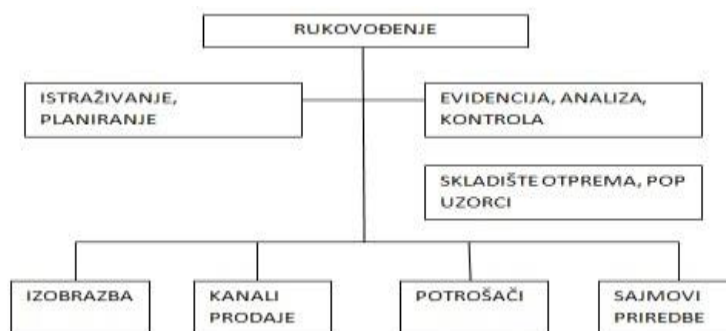 RUKOVOĐENJE
ISTRAŽIVANJE,
PLANIRANJE
EVIDENCIJA, ANALIZA,
KONTROLA
SKLADIŠTE OTPREMA, POP
UZORCI
IZOBRAZBA
KANALI
PRODAJE
POTROŠAČI
SAJMOVI
PRIREDBE